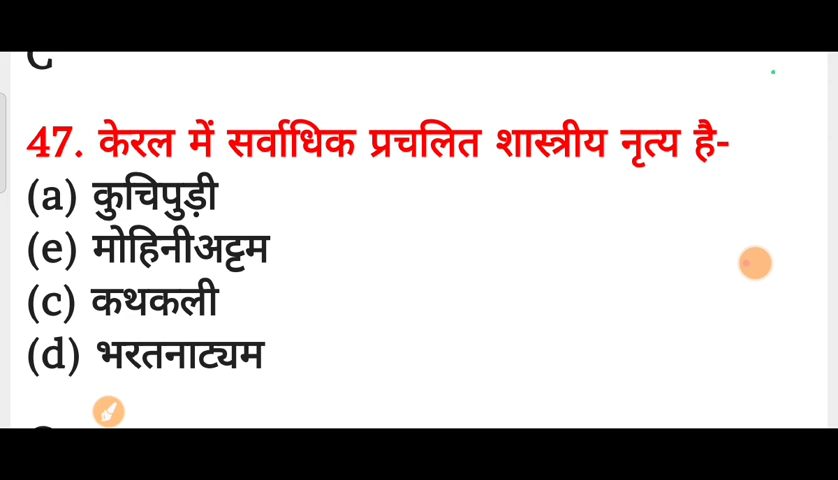 47. केरल में सर्वाधिक प्रचलित शास्त्रीय नृत्य है-
(a) कुचिपुड़ी
(e) मोहिनीअट्टम
(c) कथकली
(d) भरतनाट्यम